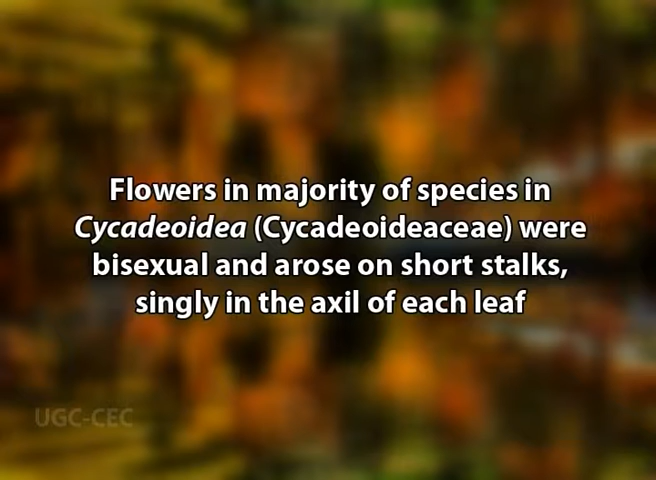 Flowers in majority of species in
Cycadeoidea (Cycadeoideaceae) were
bisexual and arose on short stalks,
singly in the axil of each leaf
UGC-CEC